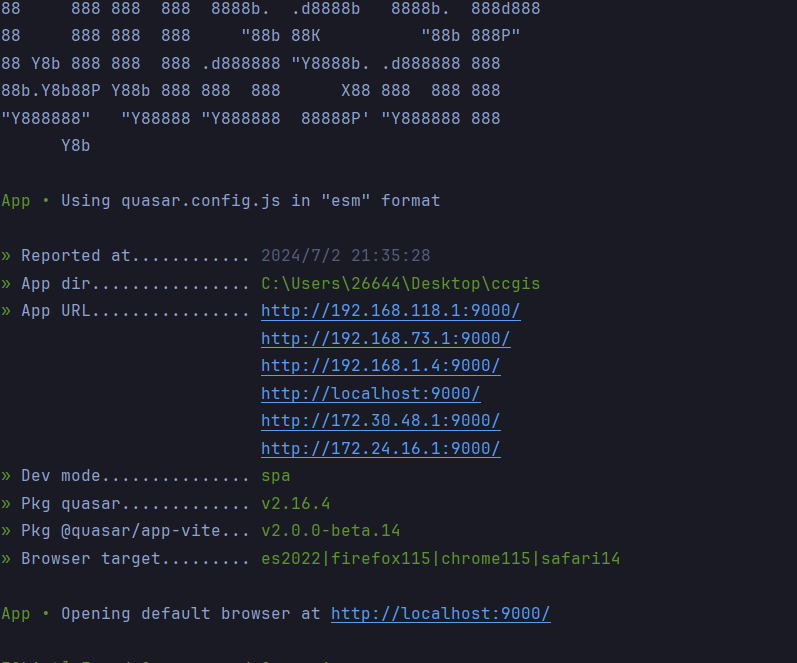 88     888 888  888  8888b.  .d8888b   8888b.  888d888
88     888 888  888     "88b 88K          "88b 888P"
88 Y8b 888 888  888 .d888888 "Y8888b. .d888888 888
88b.Y8b88P Y88b 888 888  888      X88 888  888 888
"Y888888"   "Y88888 "Y888888  88888P' "Y888888 888
      Y8b
App • Using quasar.config.js in "esm" format
» Reported at............ 2024/7/2 21:35:28
» App dir................ C:\Users\26644\Desktop\ccgis
» App URL................ http://192.168.118.1:9000/
http://192.168.73.1:9000/
http://192.168.1.4:9000/
http://localhost:9000/
http://172.30.48.1:9000/
http://172.24.16.1:9000/
» Dev mode............... spa
» Pkg quasar............. v2.16.4
» Pkg @quasar/app-vite... v2.0.0-beta.14
» Browser target......... es2022|firefox115|chrome115|safari14
App • Opening default browser at http://localhost:9000/